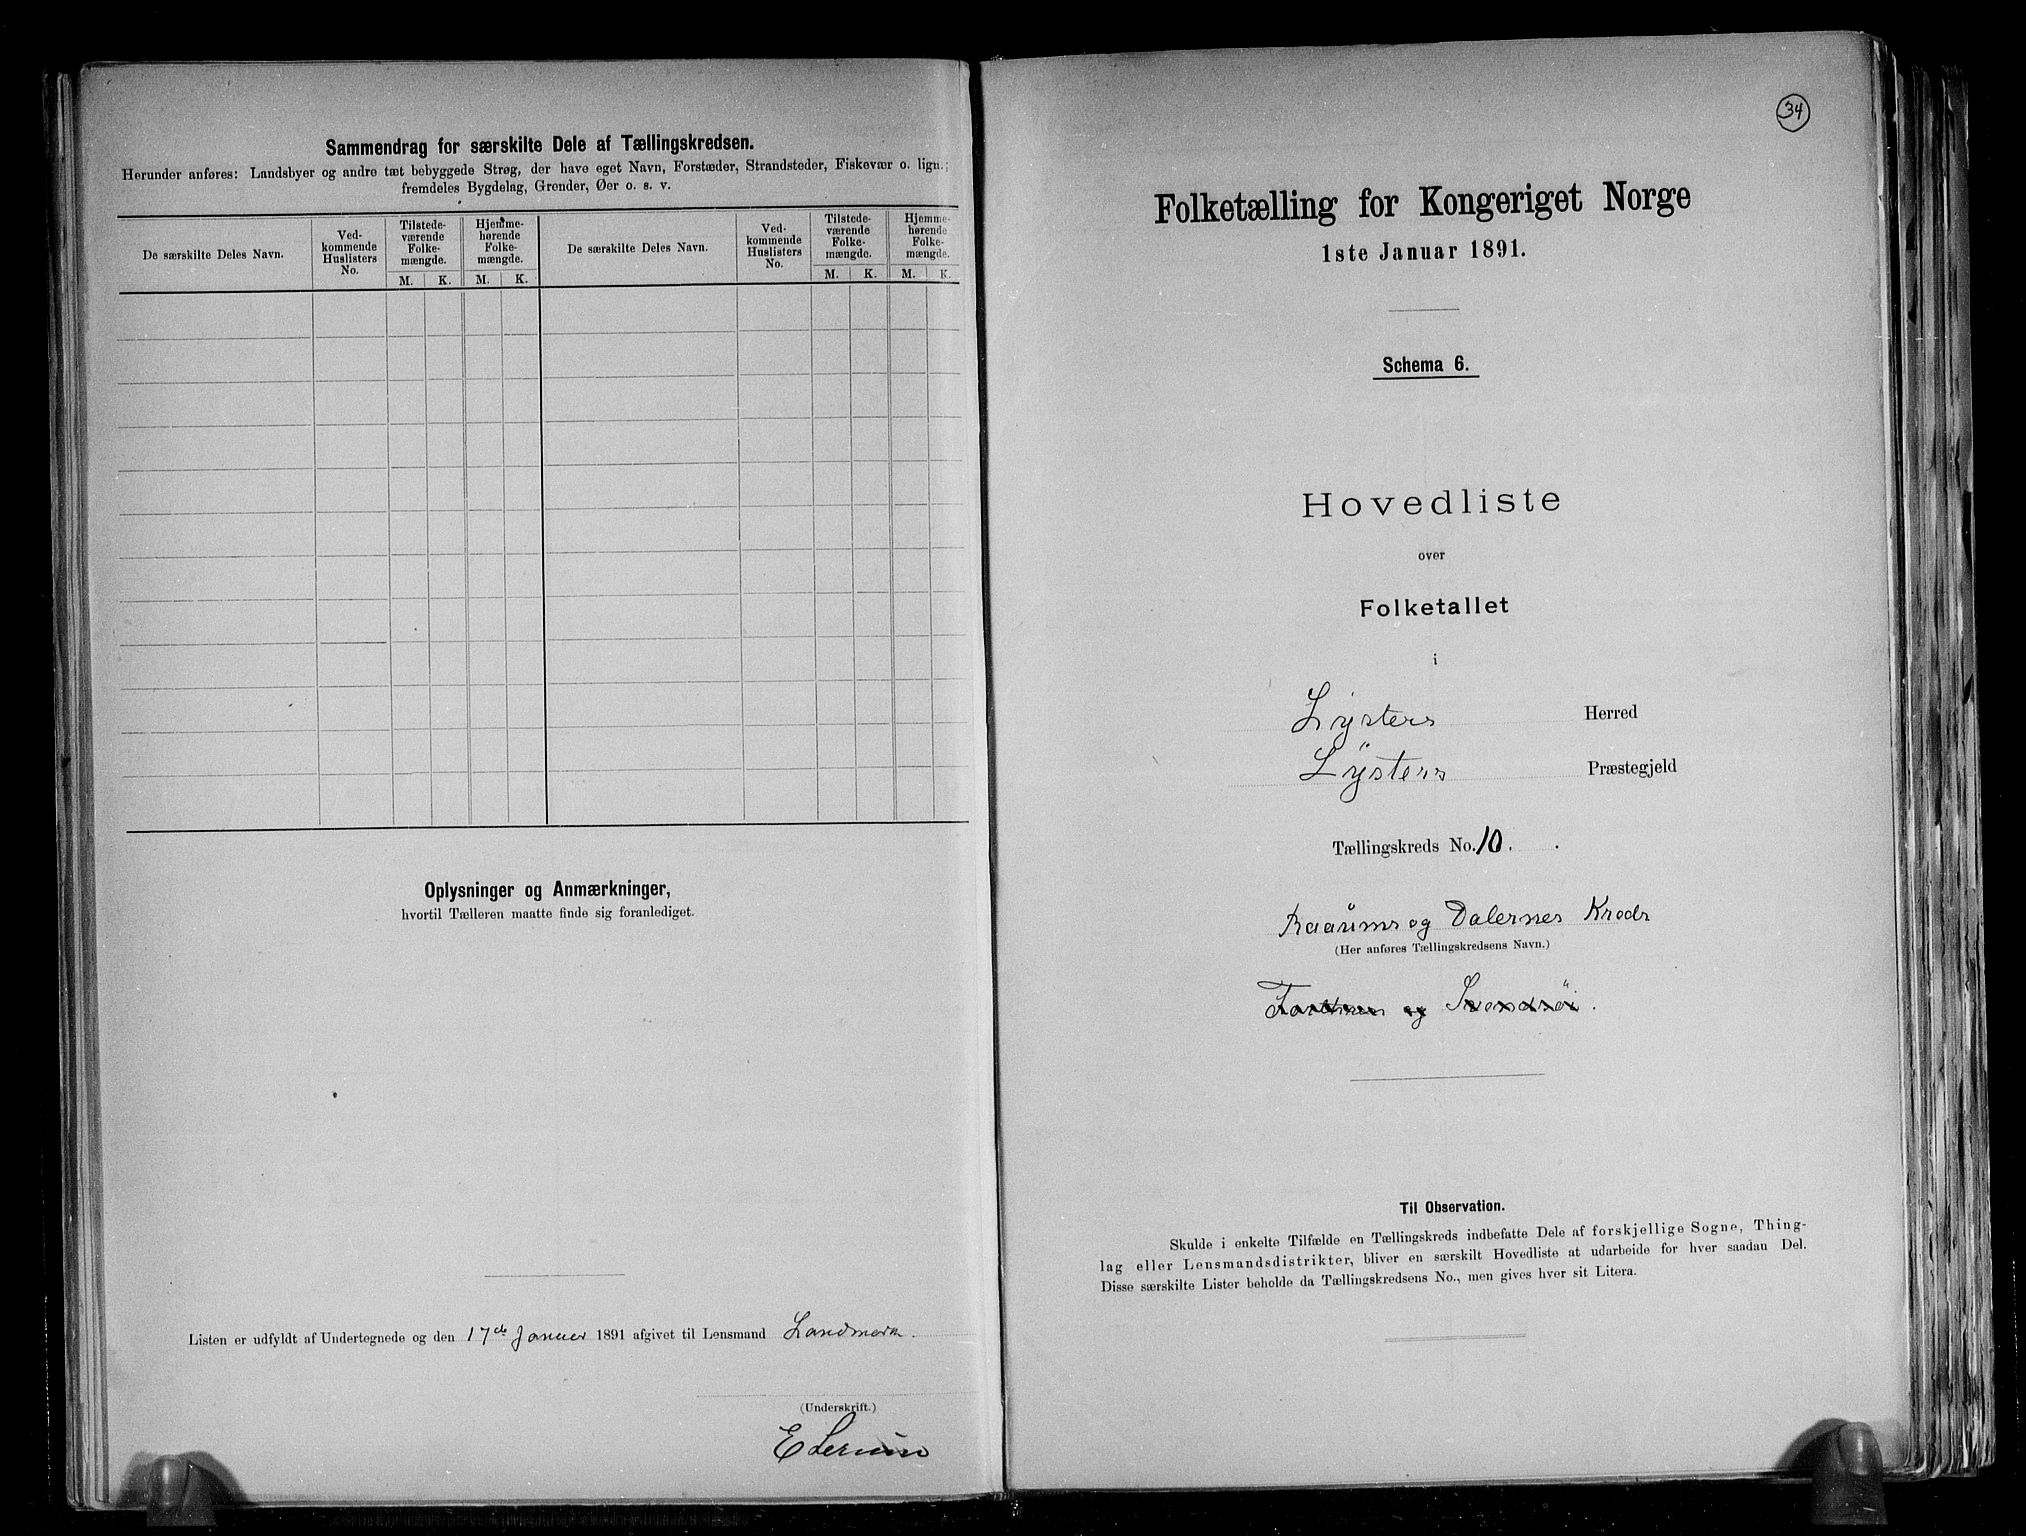 Sammendrag for særskilte Dele af Tællingskredsen.
Herunder anføres: Landsbyer og andre tæt bebyggede Strøg, der have eget Navn, Forstæder, Strandsteder, Fiskevær o. lign.;
fremdeles Bygdelag, Grender, Øer o. s. v.
De særskilte Deles Navn.
Ved-
kommende
Huslisters
No.
Tilstede-
værende
Folke-
mængde.
Hjemme-
hørende
Folke-
mængde.
M. K. M. K.
De særskilte Deles Navn.
Ved-
kommende
Huslisters
No.
Tilstede-
værende
Folke-
mængde.
Hjemme-
hørende
Folke-
mængde.
M. K. M. K.
Oplysninger og Anmærkninger,
hvortil Tælleren maatte finde sig foranlediget.
Listen er udfyldt af Undertegnede og den 17de Januar 1891 afgivet til Lensmand Landmark.
(Underskrift.)
E Lerum
34
Folketælling for Kongeriget Norge
1ste Januar 1891.
Schema 6.
Hovedliste
over
Folketallet
i
Lysters Herred
Lysters Præstegjeld
Tællingskreds No. 10.
og Dalernes Kreds
(Her anføres Tællingskredsens Navn.)
og
Til Observation.
Skulde i enkelte Tilfælde en Tællingskreds indbefatte Dele af forskjellige Sogne, Thing-
lag eller Lensmandsdistrikter, bliver en særskilt Hovedliste at udarbeide for hver saadan Del.
Disse særskilte Lister beholde da Tællingskredsens No., men gives hver sit Litera.